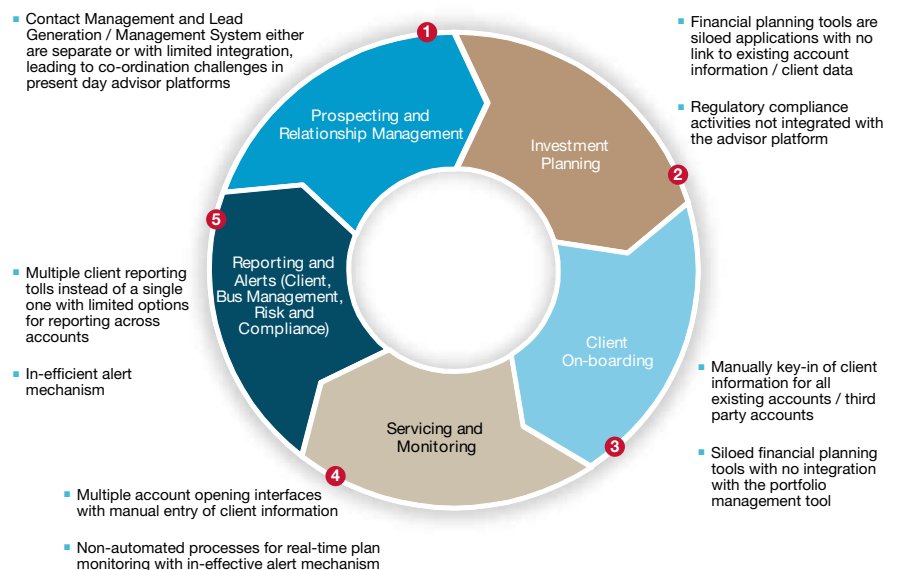 Contact Management and Lead
Generation / Management System either
are separate or with limited integration,
leading to co-ordination challenges in
present day advisor platforms
1
Financial planning tools are
siloed applications with no
link to existing account
information / client data
Regulatory compliance
activities not integrated with
the advisor platform
Prospecting and
Relationship Management
Investment
Planning
2
5
Reporting and
Alerts (Client,
Bus Management,
Risk and
Compliance)
Multiple client reporting
tolls instead of a single
one with limited options
for reporting across
accounts
In-efficient alert
mechanism
Client
On-boarding
Manually key-in of client
information for all
existing accounts / third
party accounts
Siloed financial planning
tools with no integration
with the portfolio
management tool
3
Servicing and
Monitoring
4
Multiple account opening interfaces
with manual entry of client information
Non-automated processes for real-time plan
monitoring with in-effective alert mechanism